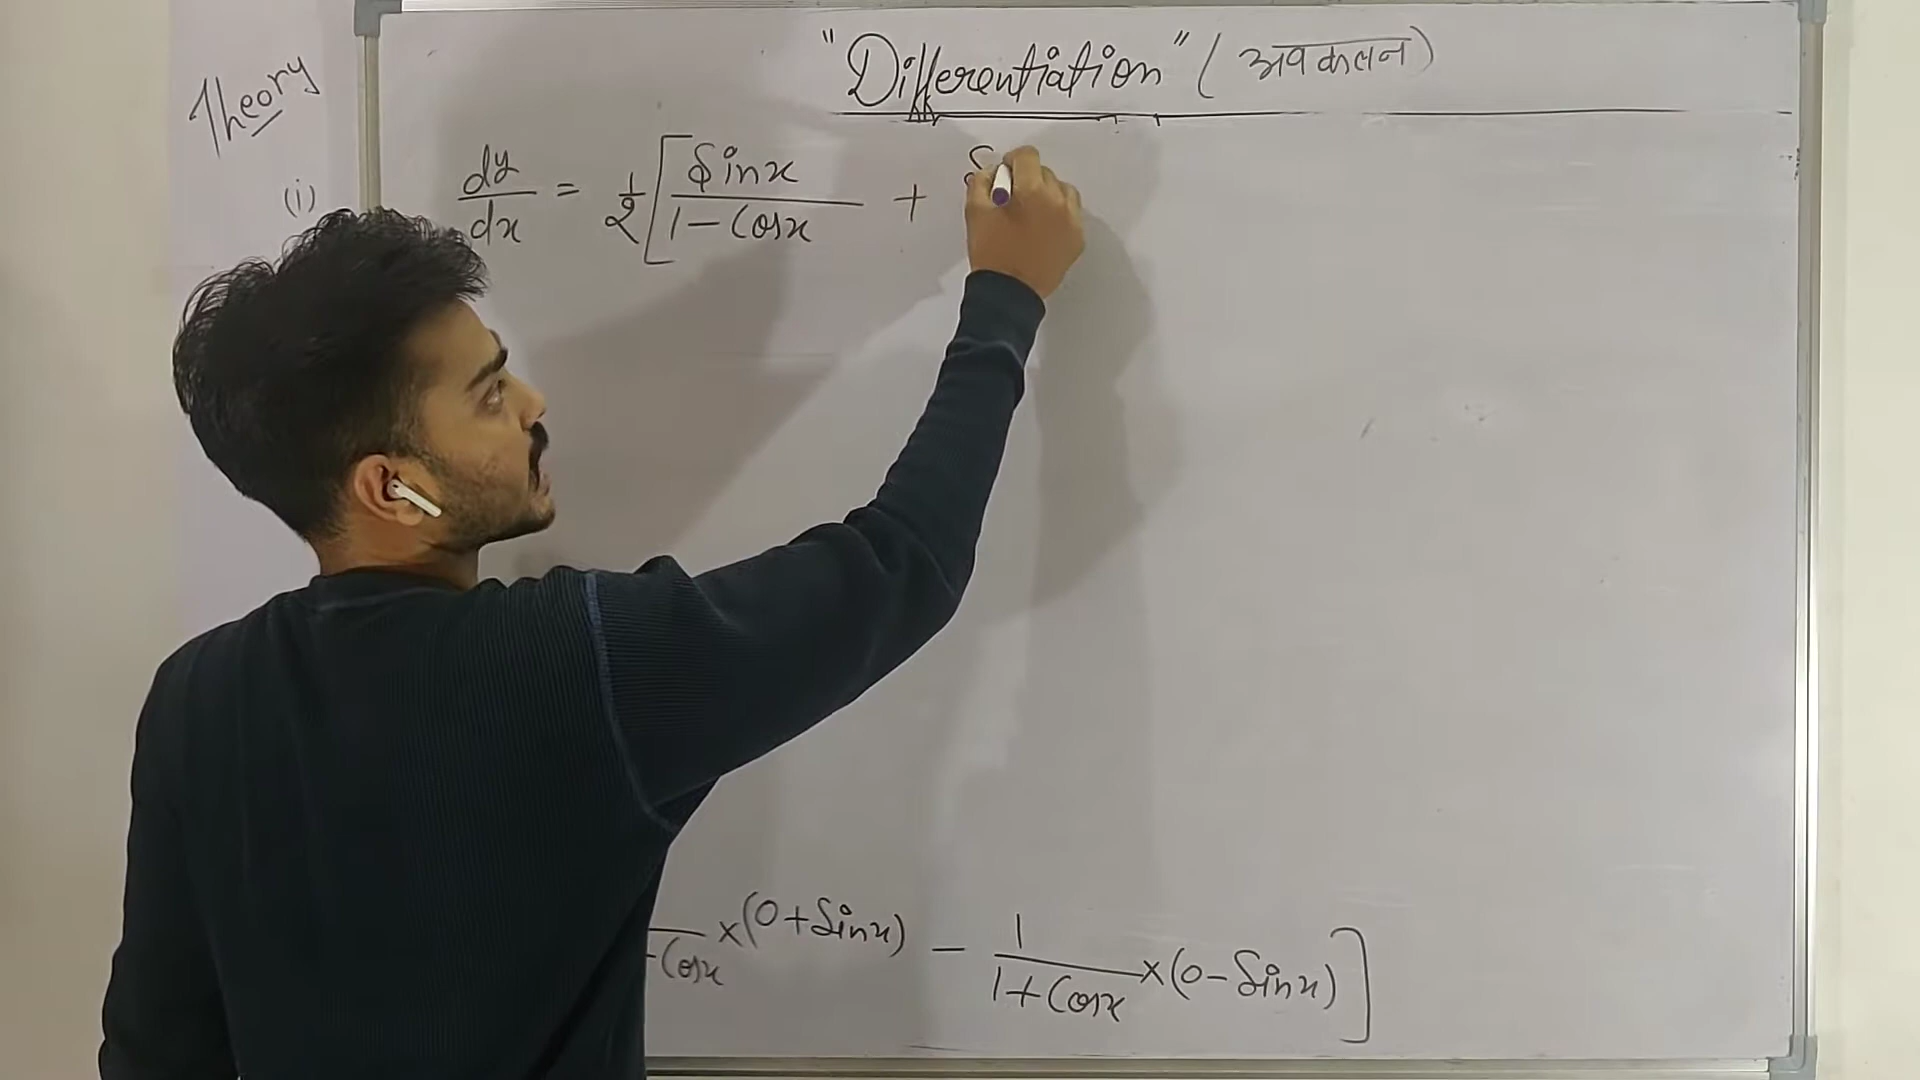 "Differentiation" (अवकलन)
Theory
(i) dy/dx = 1/2 [ Sinx/1-Cosx + S
-Cosx ×(0+Sinx) - 1/1+Cosx ×(0-Sinx) ]